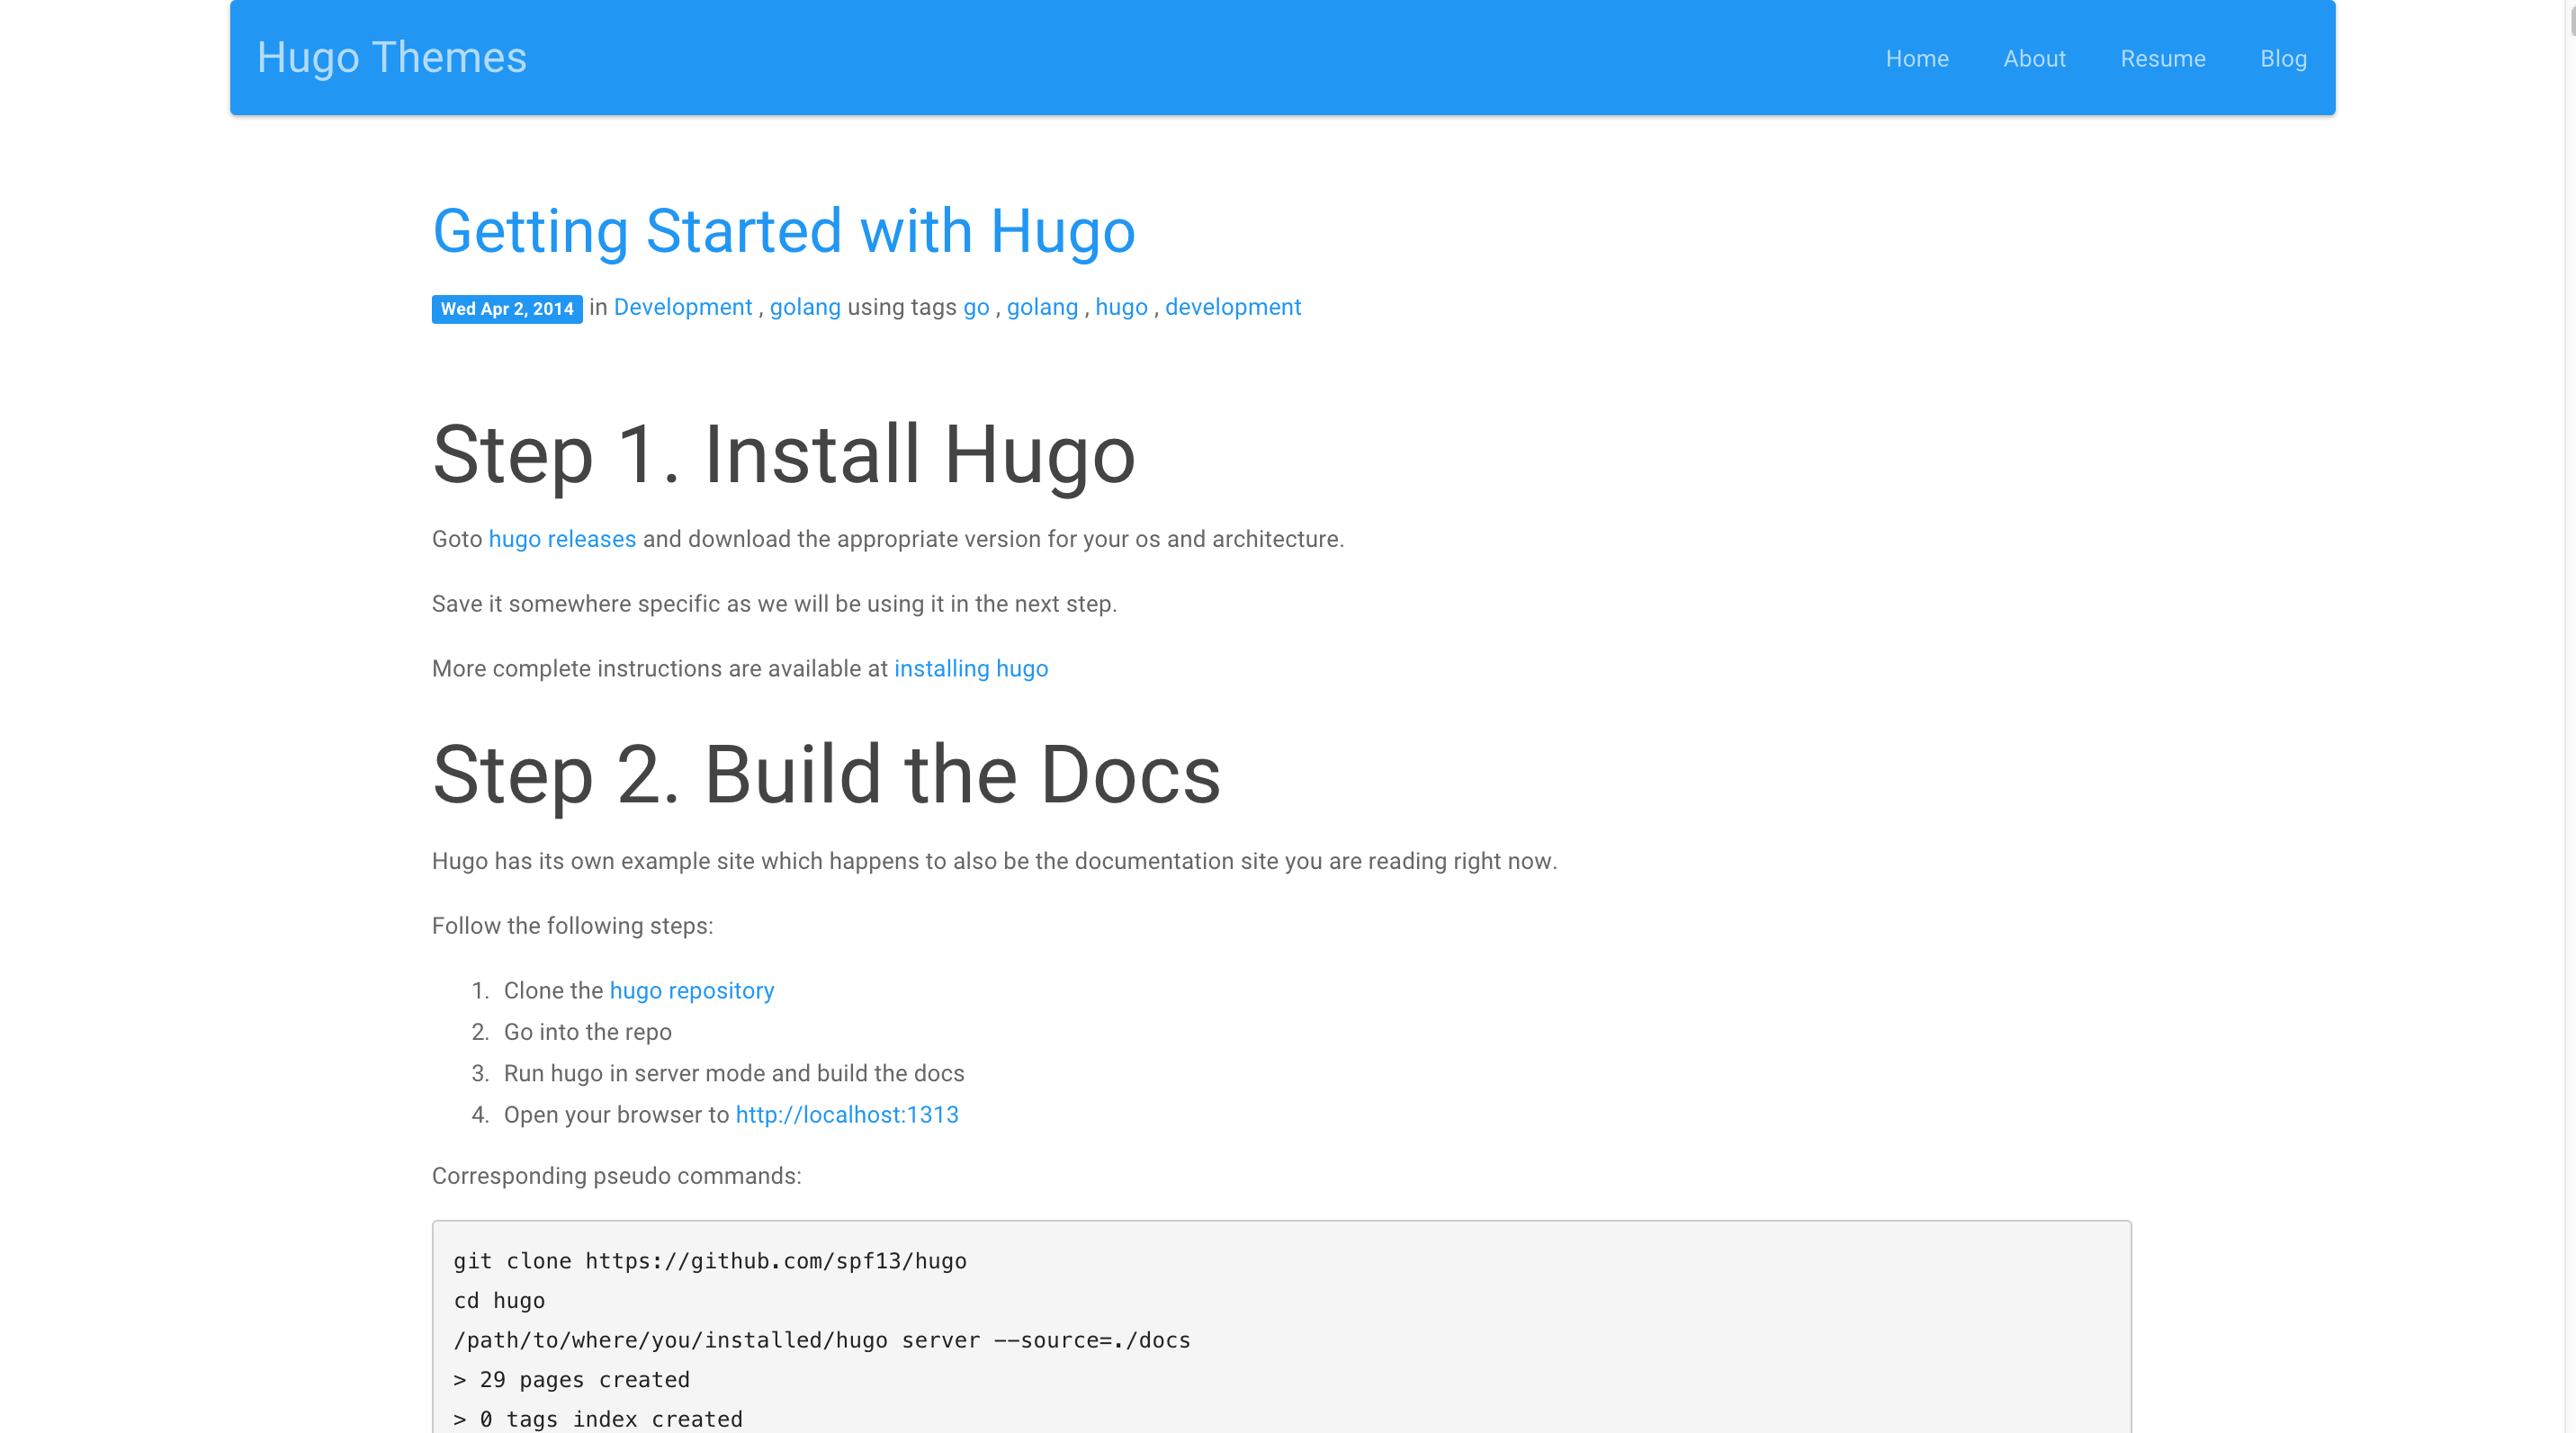 Hugo Themes
Home About Resume Blog
Getting Started with Hugo
Wed Apr 2, 2014 in Development , golang using tags go , golang , hugo , development
Step 1. Install Hugo
Goto hugo releases and download the appropriate version for your os and architecture.
Save it somewhere specific as we will be using it in the next step.
More complete instructions are available at installing hugo
Step 2. Build the Docs
Hugo has its own example site which happens to also be the documentation site you are reading right now.
Follow the following steps:
1. Clone the hugo repository
2. Go into the repo
3. Run hugo in server mode and build the docs
4. Open your browser to http://localhost:1313
Corresponding pseudo commands:
git clone https://github.com/spf13/hugo
cd hugo
/path/to/where/you/installed/hugo server --source=./docs
> 29 pages created
> 0 tags index created